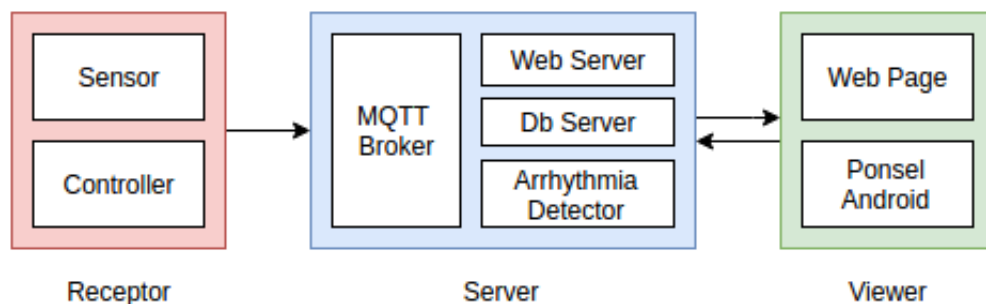 Sensor
Controller
Receptor
MQTT
Broker
Web Server
Db Server
Arrhythmia
Detector
Server
Web Page
Ponsel
Android
Viewer